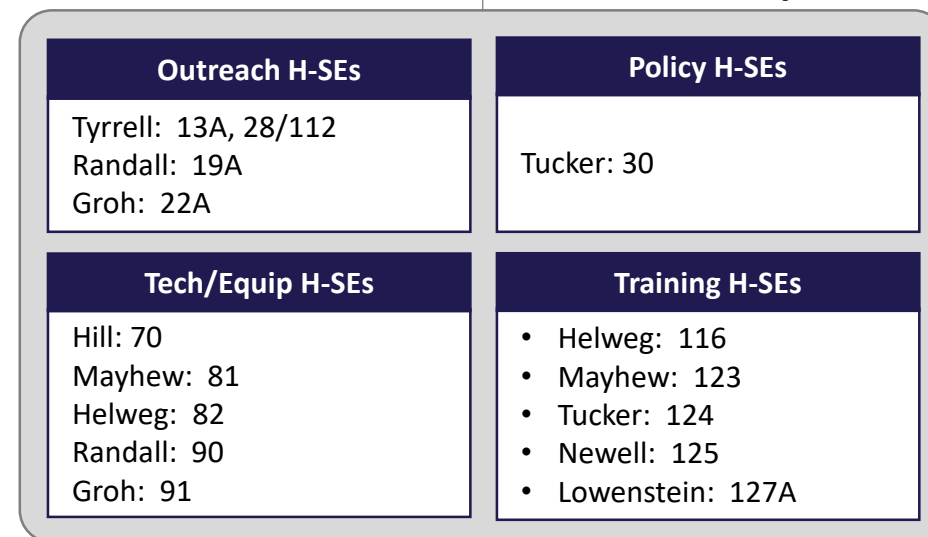 Outreach H-SEs
Tyrrell: 13A, 28/112
Randall: 19A
Groh: 22A
Policy H-SEs
Tucker: 30
Tech/Equip H-SEs
Hill: 70
Mayhew: 81
Helweg: 82
Randall: 90
Groh: 91
Training H-SEs
• Helweg: 116
• Mayhew: 123
• Tucker: 124
• Newell: 125
• Lowenstein: 127A